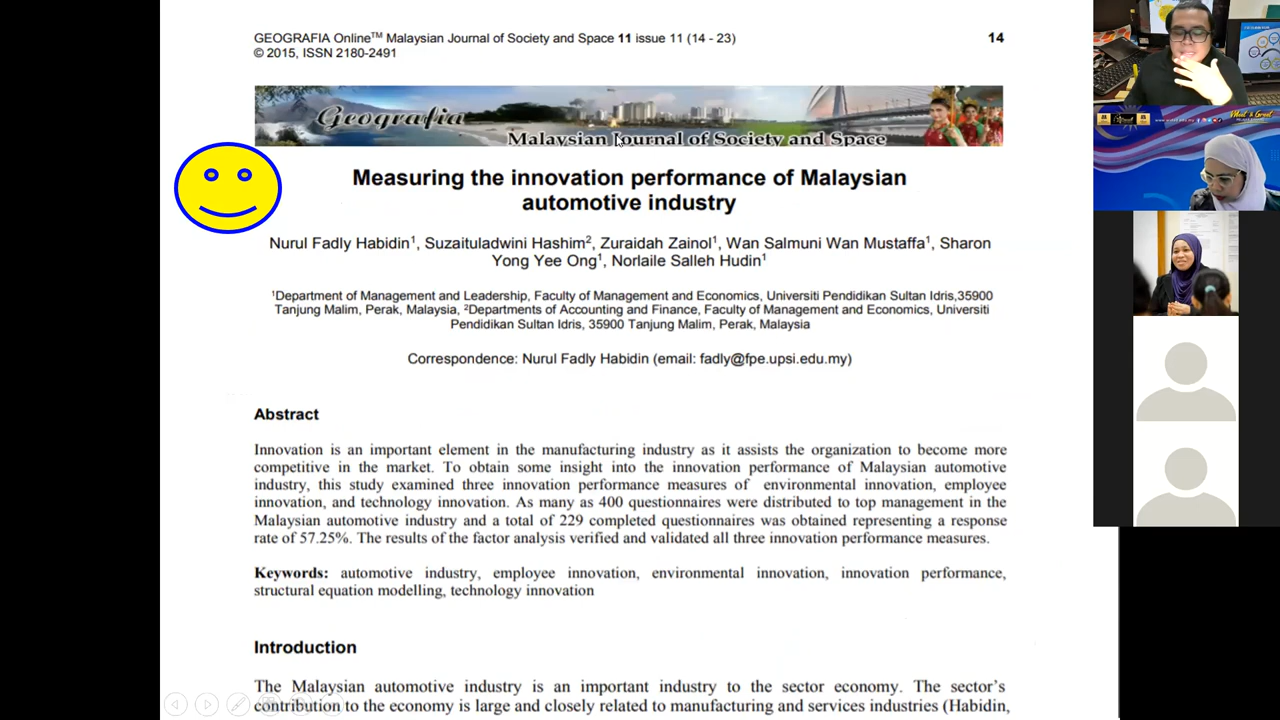 GEOGRAFIA Online™ Malaysian Journal of Society and Space 11 issue 11 (14 - 23)
14
© 2015, ISSN 2180-2491
Geografia
Malaysian Journal of Society and Space
Measuring the innovation performance of Malaysian
automotive industry
Nurul Fadly Habidin¹, Suzaituladwini Hashim², Zuraidah Zainol¹, Wan Salmuni Wan Mustaffa¹, Sharon
Yong Yee Ong¹, Norlaile Salleh Hudin¹
¹Department of Management and Leadership, Faculty of Management and Economics, Universiti Pendidikan Sultan Idris,35900
Tanjung Malim, Perak, Malaysia, ²Departments of Accounting and Finance, Faculty of Management and Economics, Universiti
Pendidikan Sultan Idris, 35900 Tanjung Malim, Perak, Malaysia
Correspondence: Nurul Fadly Habidin (email: fadly@fpe.upsi.edu.my)
Abstract
Innovation is an important element in the manufacturing industry as it assists the organization to become more
competitive in the market. To obtain some insight into the innovation performance of Malaysian automotive
industry, this study examined three innovation performance measures of environmental innovation, employee
innovation, and technology innovation. As many as 400 questionnaires were distributed to top management in the
Malaysian automotive industry and a total of 229 completed questionnaires was obtained representing a response
rate of 57.25%. The results of the factor analysis verified and validated all three innovation performance measures.
Keywords: automotive industry, employee innovation, environmental innovation, innovation performance,
structural equation modelling, technology innovation
Introduction
The Malaysian automotive industry is an important industry to the sector economy. The sector's
contribution to the economy is large and closely related to manufacturing and services industries (Habidin,